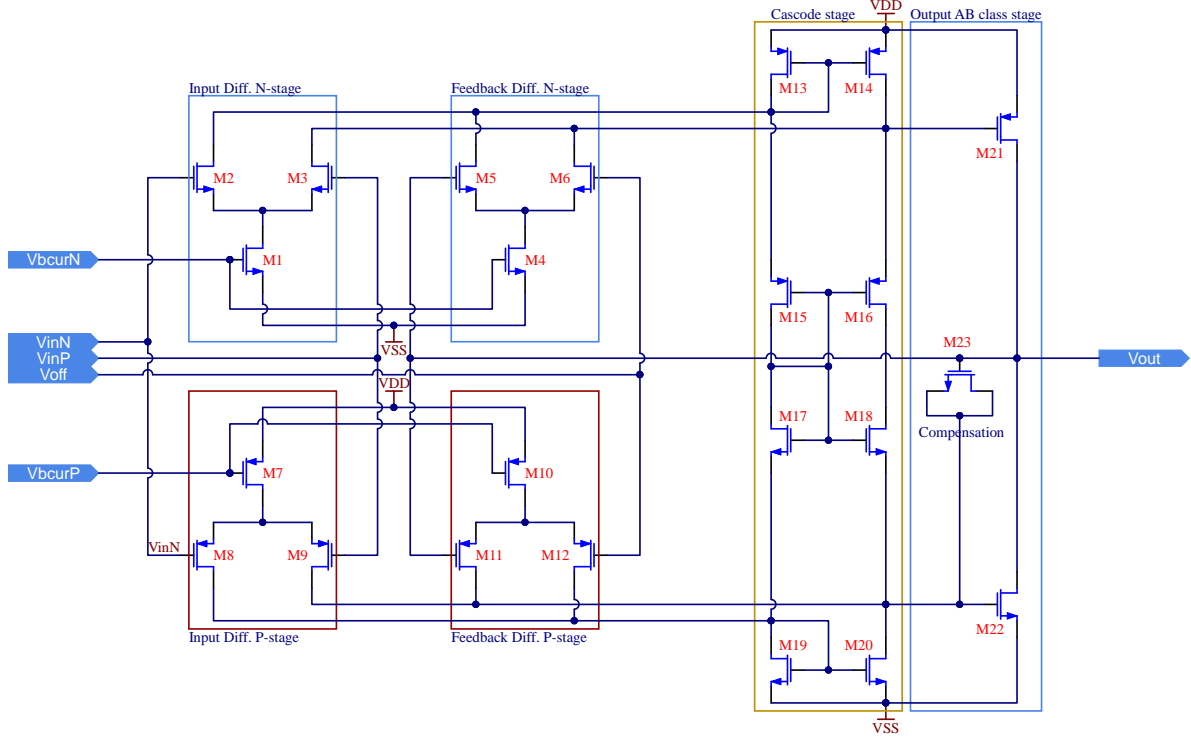 VDD
Cascode stage
Output AB class stage
Input Diff. N-stage
Feedback Diff. N-stage
M13
M14
M21
M2
M3
M5
M6
VbcurN
M1
M4
M15
M16
VinN
VinP
Voff
VSS
M23
Vout
VDD
M17
M18
Compensation
VbcurP
M7
M10
VinN
M8
M9
M11
M12
M22
Input Diff. P-stage
Feedback Diff. P-stage
M19
M20
VSS